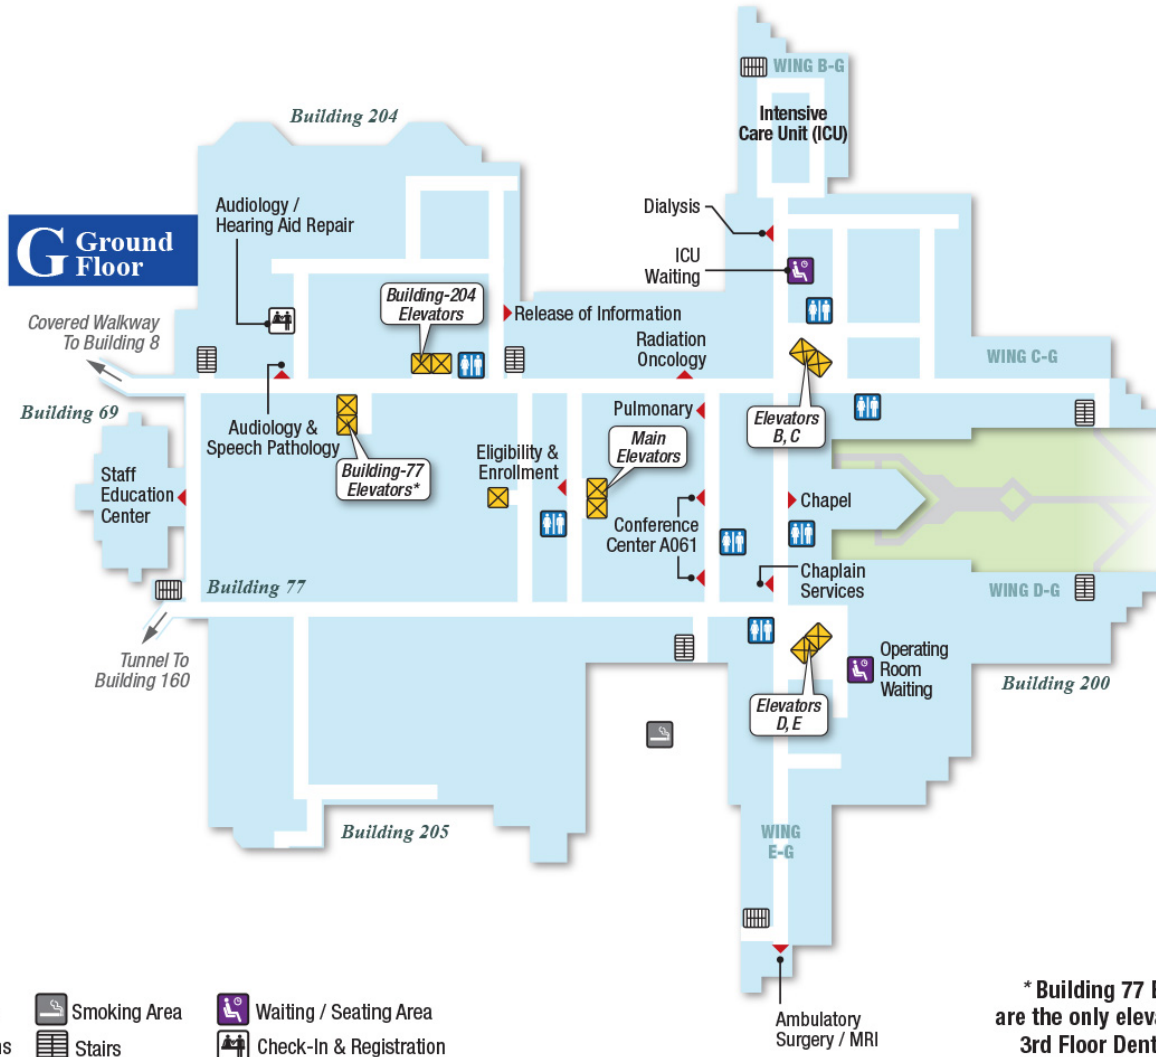 WING B-G
Building 204
Intensive
Care Unit (ICU)
G Ground
Floor
Audiology /
Hearing Aid Repair
Dialysis
ICU
Waiting
Building-204
Elevators
Release of Information
Covered Walkway
To Building 8
Radiation
Oncology
WING C-G
Building 69
Audiology &
Speech Pathology
Pulmonary
Elevators
B, C
Main
Elevators
Eligibility &
Enrollment
Building-77
Elevators*
Staff
Education
Center
Chapel
Conference
Center A061
Chaplain
Services
Building 77
WING D-G
Tunnel To
Building 160
Operating
Room
Waiting
Building 200
Elevators
D, E
Building 205
WING
E-G
Smoking Area
Waiting / Seating Area
Stairs
Check-In & Registration
Ambulatory
Surgery / MRI
* Building 77 E
are the only eleva
3rd Floor Dent